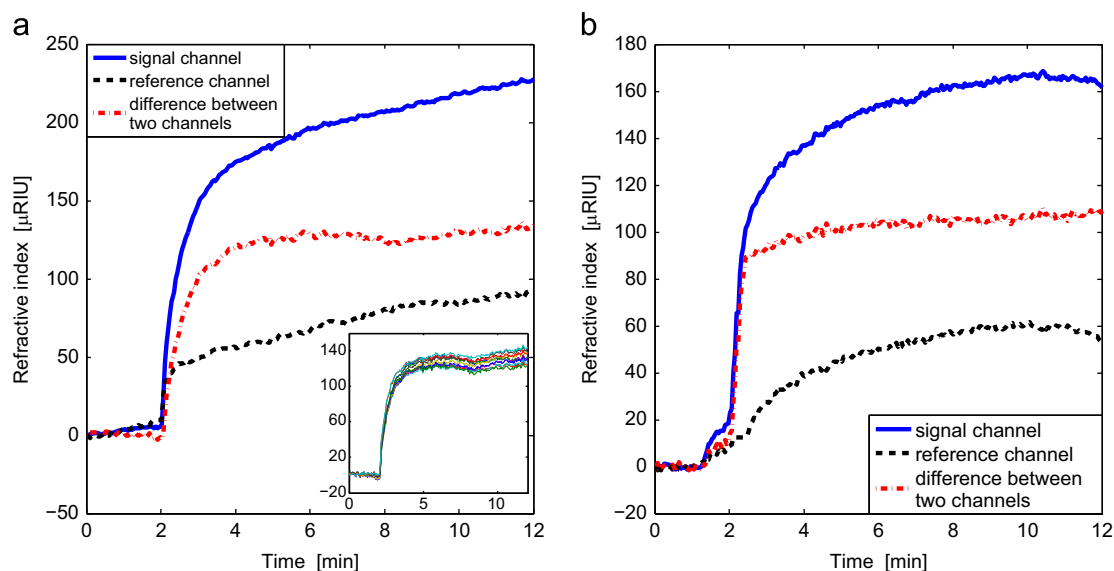 a
250
200
150
100
50
0
−50
0 2 4 6 8 10 12
Refractive index [μRIU]
Time [min]
signal channel
reference channel
difference between
two channels
140
100
60
20
−20
0 5 10
b
180
160
140
120
100
80
60
40
20
0
−20
0 2 4 6 8 10 12
Refractive index [μRIU]
Time [min]
signal channel
reference channel
difference between
two channels